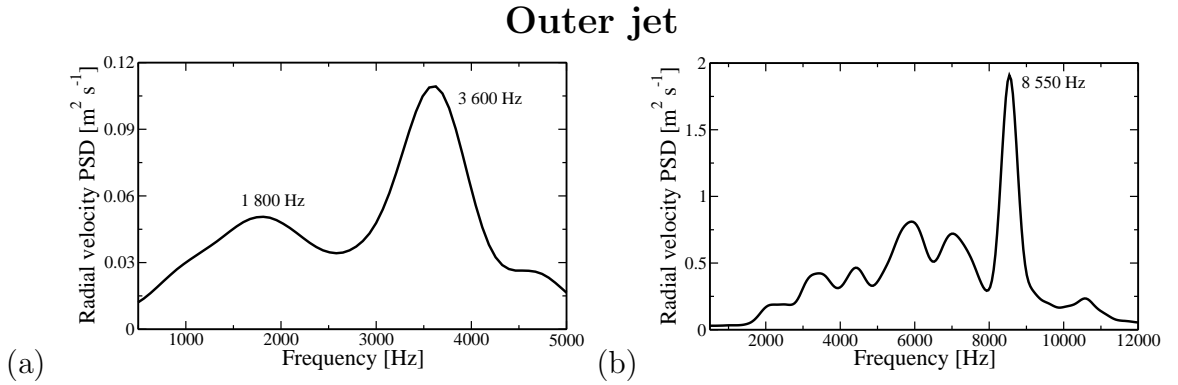 Outer jet
Radial velocity PSD [m² s⁻¹]
0.12
0.09
0.06
0.03
0
1 800 Hz
3 600 Hz
1000 2000 3000 4000 5000
Frequency [Hz]
(a)
Radial velocity PSD [m² s⁻¹]
2
1.5
1
0.5
0
8 550 Hz
2000 4000 6000 8000 10000 12000
Frequency [Hz]
(b)